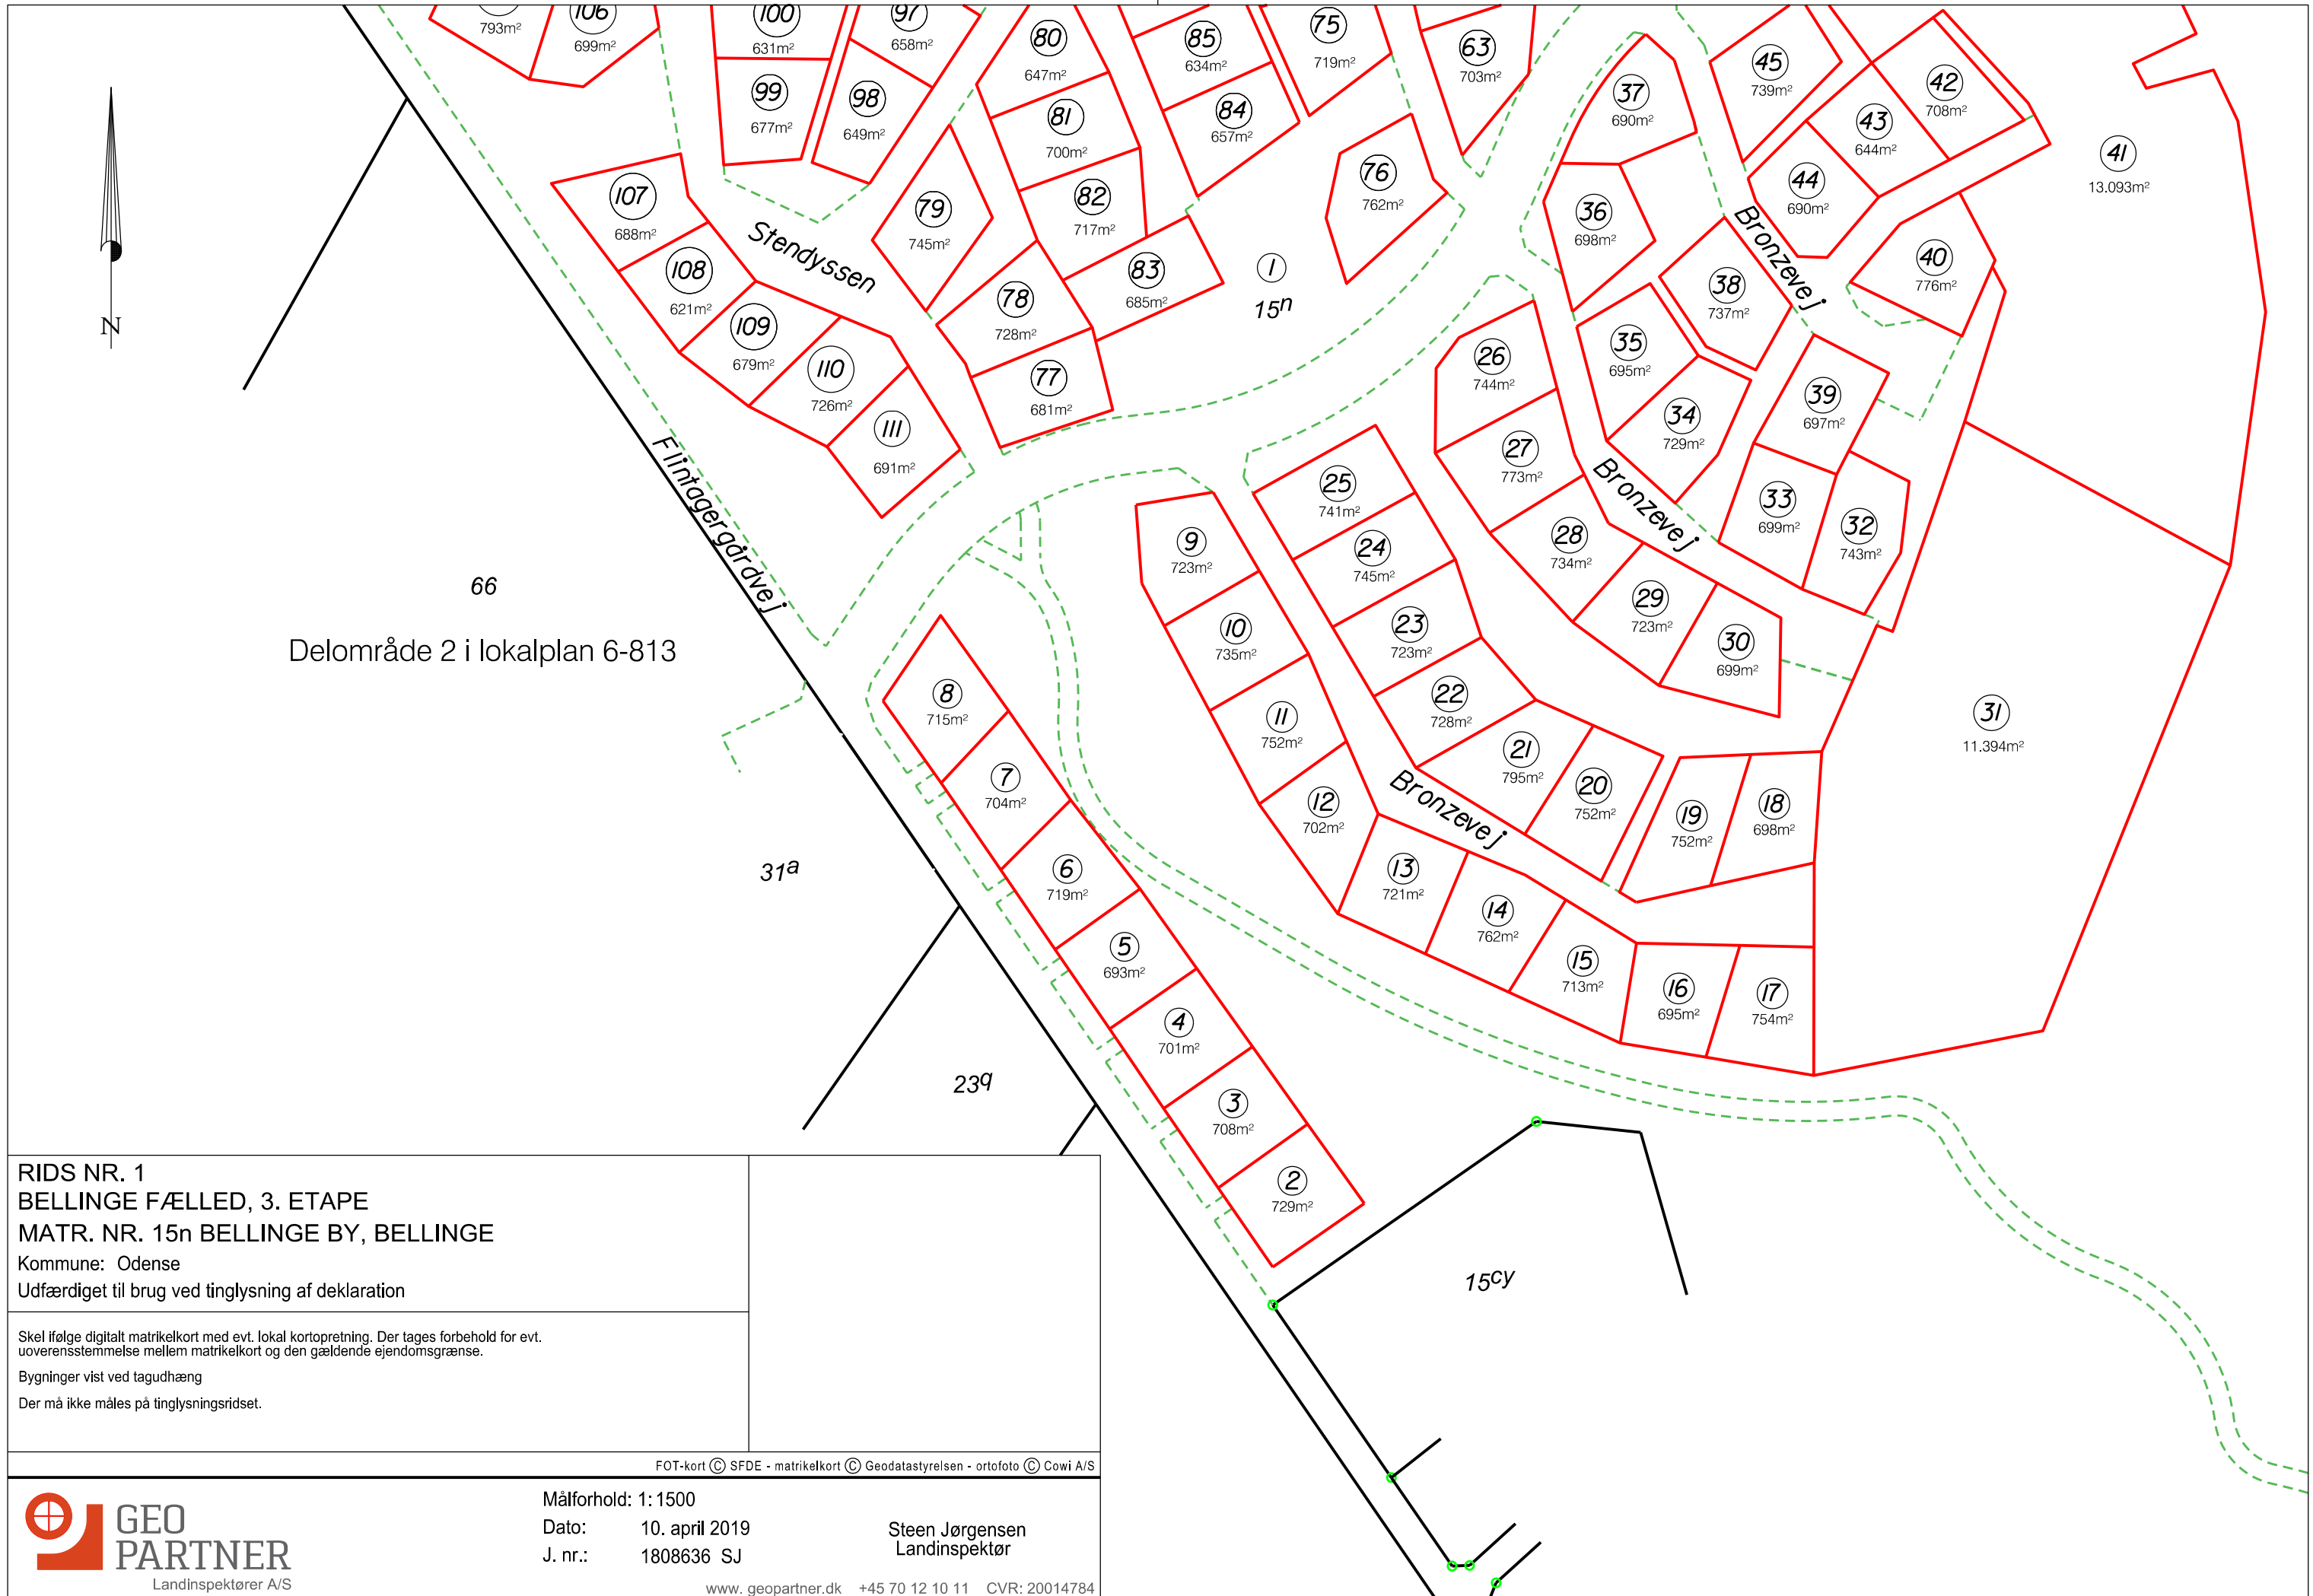 793m²
106
699m²
100
631m²
97
658m²
80
647m²
85
634m²
75
719m²
63
703m²
45
739m²
42
708m²
99
677m²
98
649m²
81
700m²
84
657m²
37
690m²
43
644m²
41
13.093m²
107
688m²
79
745m²
82
717m²
76
762m²
36
698m²
44
690m²
Stendyssen
Bronzevej
108
621m²
78
728m²
83
685m²
1
15n
38
737m²
40
776m²
N
109
679m²
110
726m²
77
681m²
26
744m²
35
695m²
34
729m²
39
697m²
111
691m²
Flintagergårdvej
27
773m²
Bronzevej
25
741m²
33
699m²
32
743m²
9
723m²
24
745m²
28
734m²
66
Delområde 2 i lokalplan 6-813
10
735m²
23
723m²
29
723m²
30
699m²
8
715m²
11
752m²
22
728m²
21
795m²
20
752m²
31
11.394m²
7
704m²
12
702m²
Bronzevej
19
752m²
18
698m²
31a
6
719m²
13
721m²
14
762m²
5
693m²
15
713m²
16
695m²
17
754m²
4
701m²
23q
3
708m²
2
729m²
15cy
RIDS NR. 1
BELLINGE FÆLLED, 3. ETAPE
MATR. NR. 15n BELLINGE BY, BELLINGE
Kommune: Odense
Udfærdiget til brug ved tinglysning af deklaration
Skel ifølge digitalt matrikelkort med evt. lokal kortopretning. Der tages forbehold for evt.
uoverensstemmelse mellem matrikelkort og den gældende ejendomsgrænse.
Bygninger vist ved tagudhæng
Der må ikke måles på tinglysningsridset.
FOT-kort © SFDE - matrikelkort © Geodatastyrelsen - ortofoto © Cowi A/S
GEO
PARTNER
Landinspektører A/S
Målforhold: 1:1500
Dato: 10. april 2019
J. nr.: 1808636 SJ
Steen Jørgensen
Landinspektør
www. geopartner.dk +45 70 12 10 11 CVR: 20014784